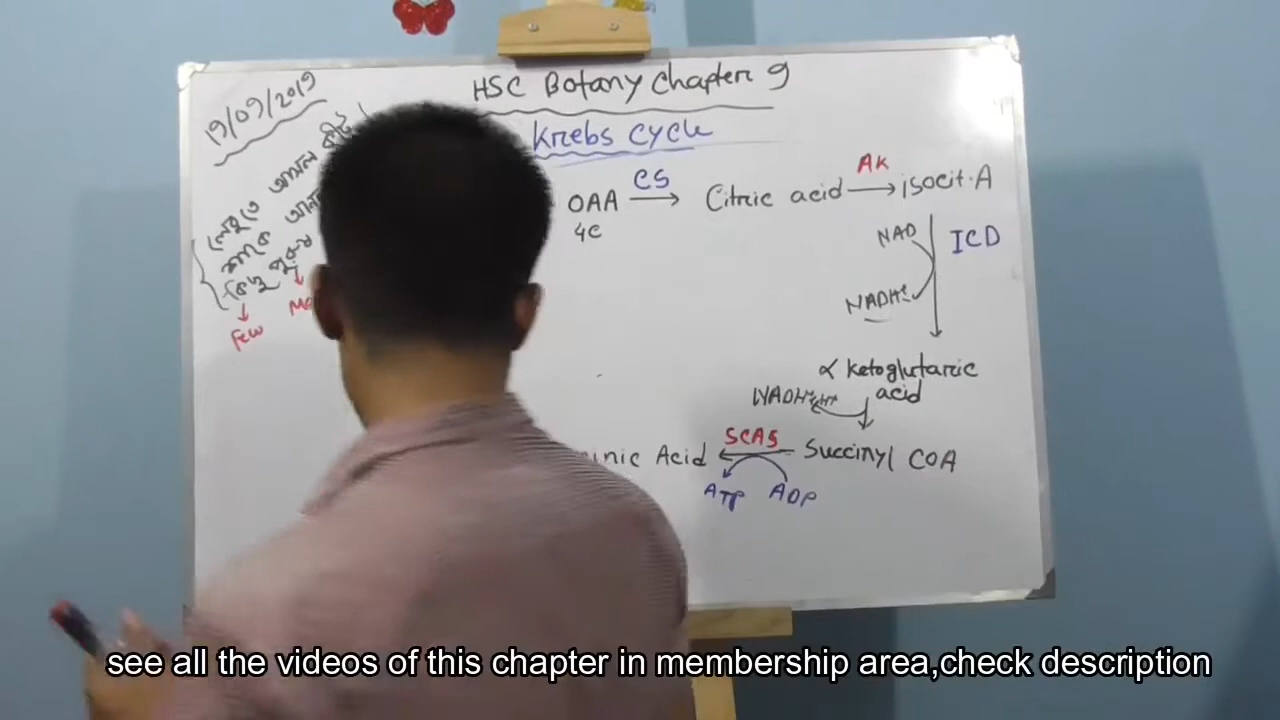 19/09/2019
HSC Botany Chapter 9
Krebs cycle
লেহুতে অমল কীট
শাকে আনা
কিছু পুরুষ
Few
OAA CS Citric acid AK isocit.A
4C
NAD ICD
NADH
α ketoglutaric
acid
NADH
SCAS Succinyl COA
inic Acid
ATP ADP
see all the videos of this chapter in membership area,check description